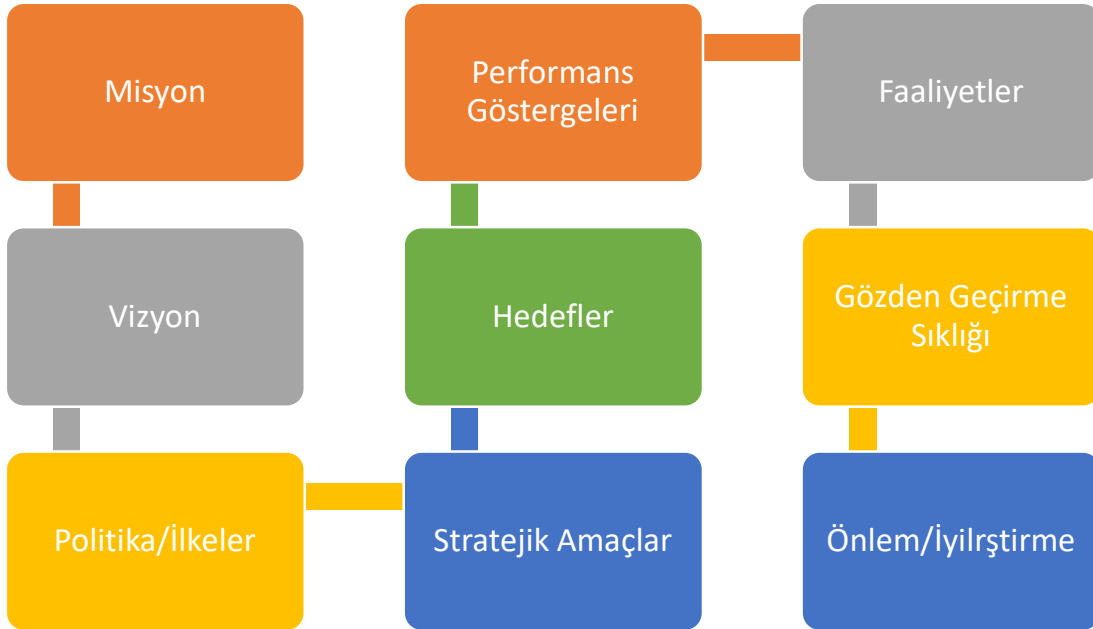 Misyon
Vizyon
Politika/İlkeler
Stratejik Amaçlar
Hedefler
Performans
Göstergeleri
Faaliyetler
Gözden Geçirme
Sıklığı
Önlem/İyilrştirme